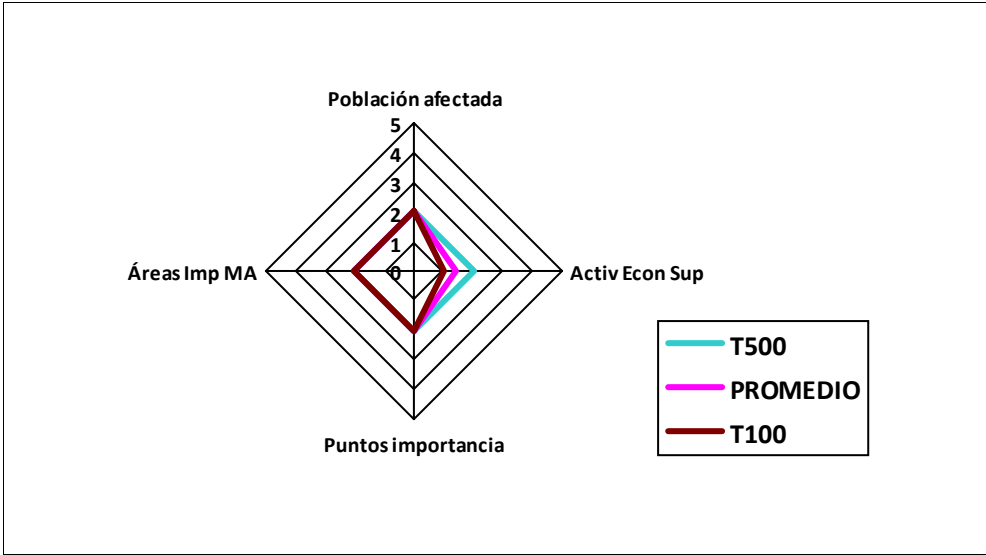 Población afectada
5
4
3
2
1
0
Áreas Imp MA
Activ Econ Sup
Puntos importancia
T500
PROMEDIO
T100